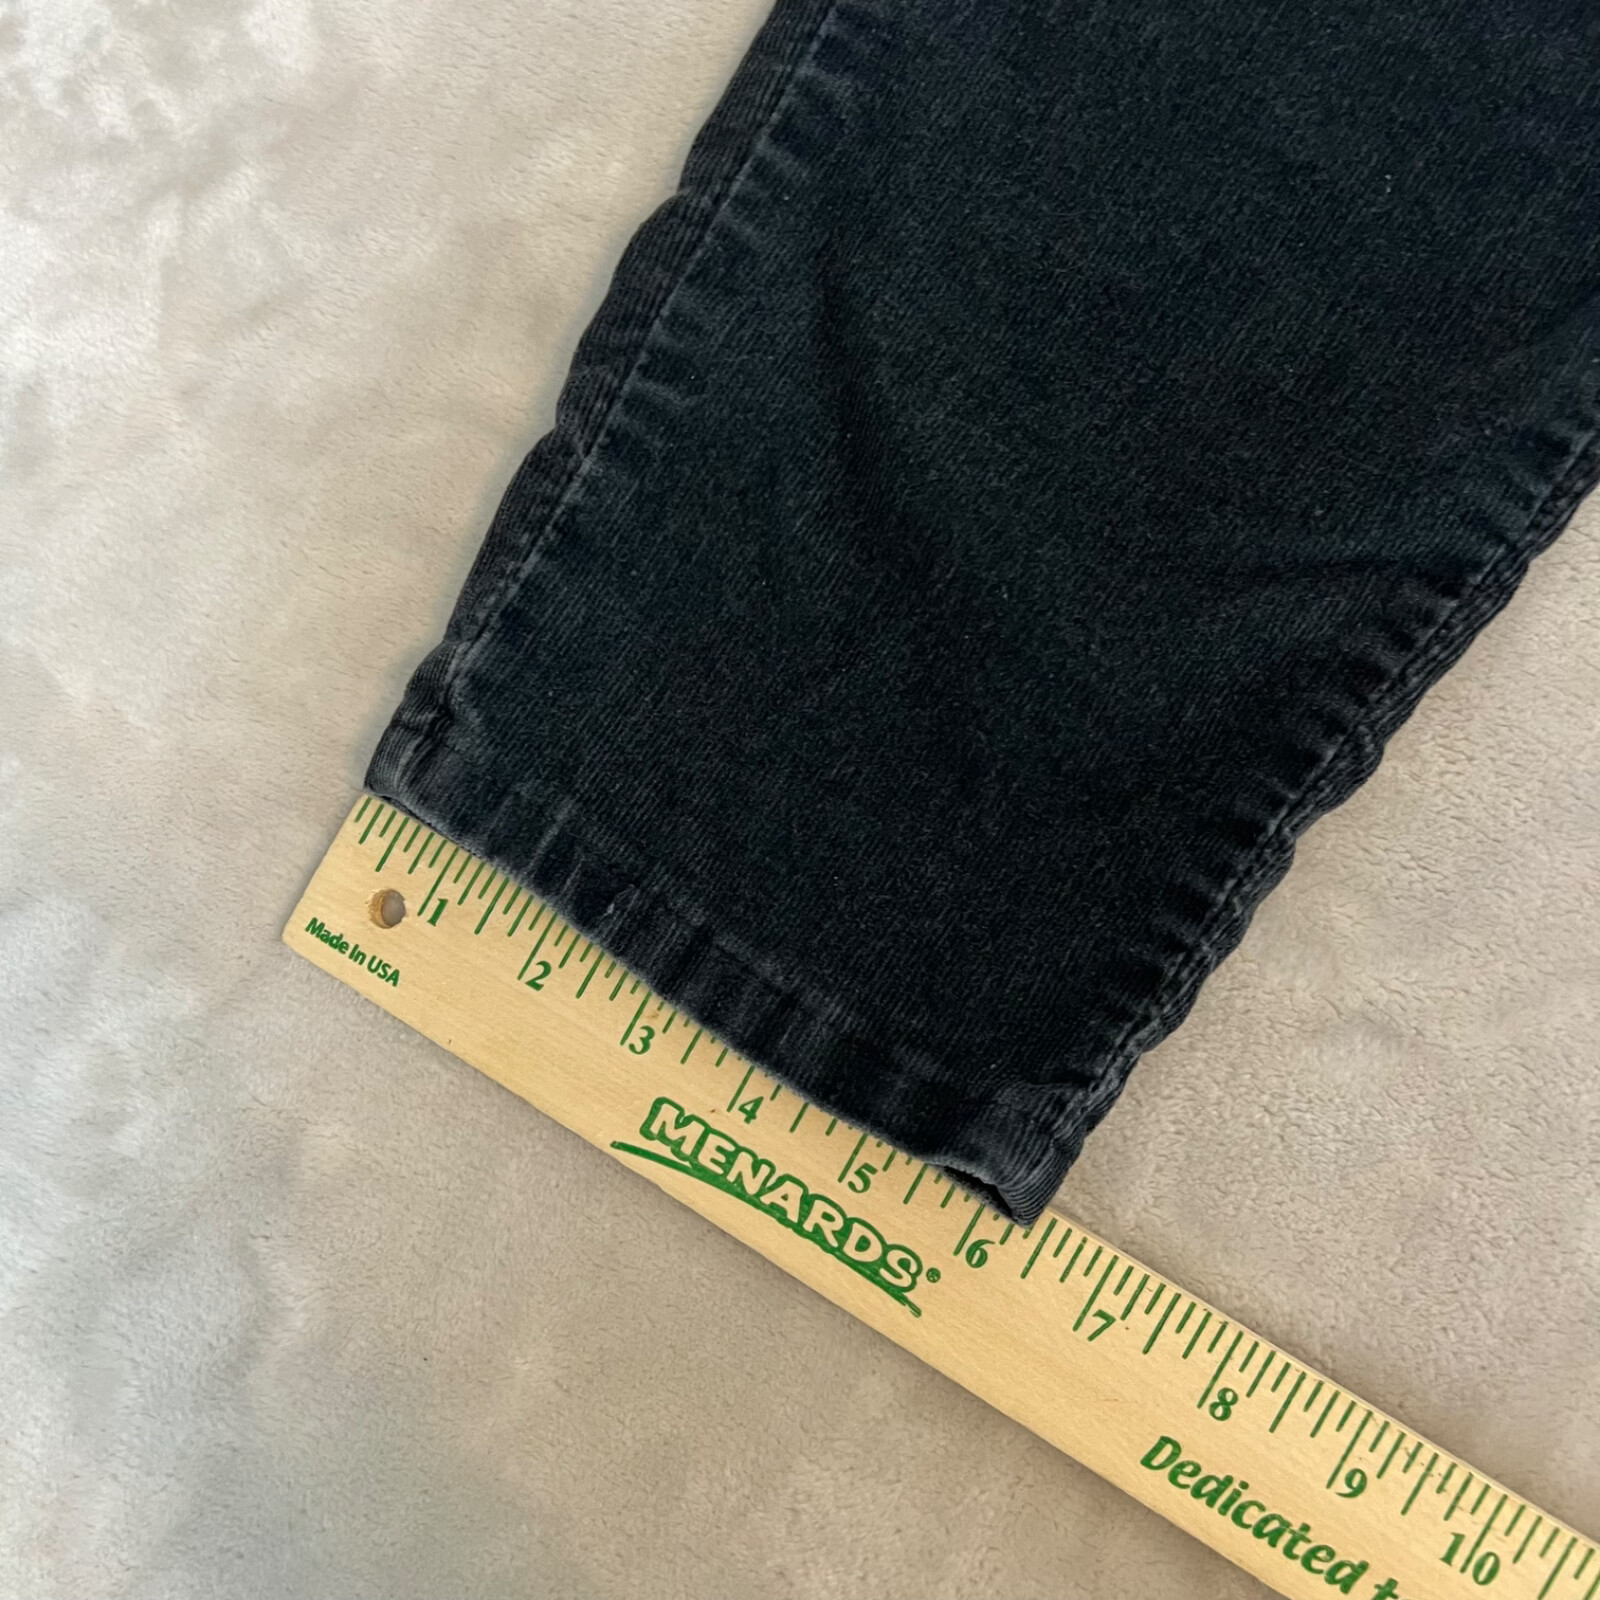 1 2 3 4 5 6 7 8 9 10
Made In USA
MENARDS®
Dedicated t